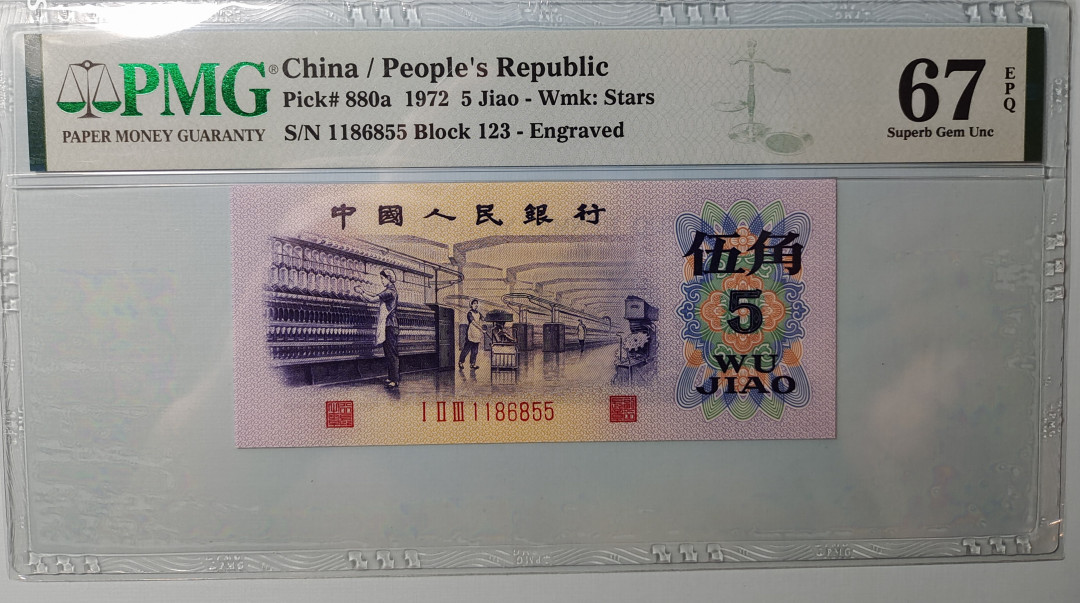 PMG® China / People's Republic
Pick# 880a 1972 5 Jiao - Wmk: Stars
PAPER MONEY GUARANTY S/N 1186855 Block 123 - Engraved
67 EPQ
Superb Gem Unc
中國人民銀行
伍角
5
WU
JIAO
I II III 1186855